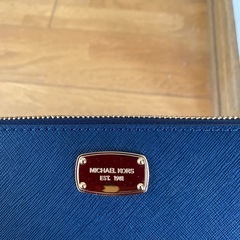 MICHAEL KORS
EST. 1981